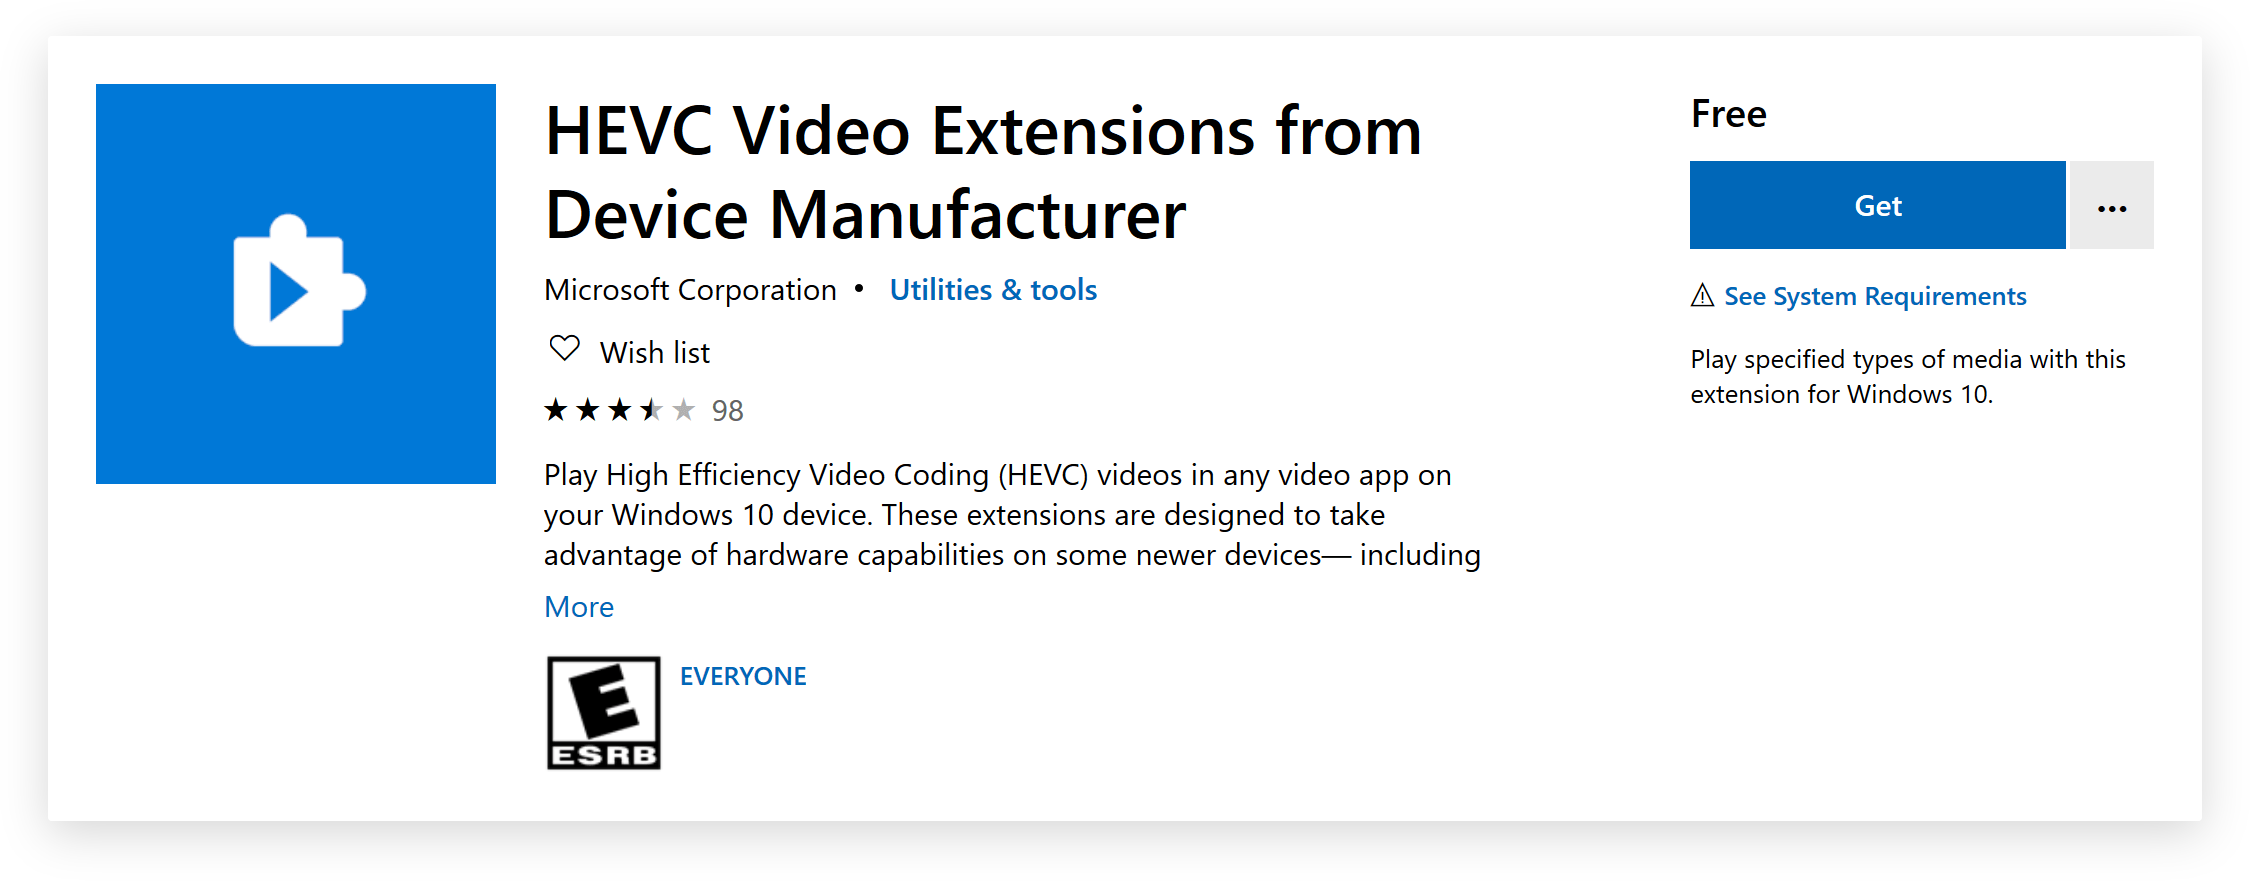 HEVC Video Extensions from
Device Manufacturer
Microsoft Corporation • Utilities & tools
Wish list
98
Play High Efficiency Video Coding (HEVC) videos in any video app on
your Windows 10 device. These extensions are designed to take
advantage of hardware capabilities on some newer devices— including
More
E
ESRB
EVERYONE
Free
Get
...
See System Requirements
Play specified types of media with this
extension for Windows 10.